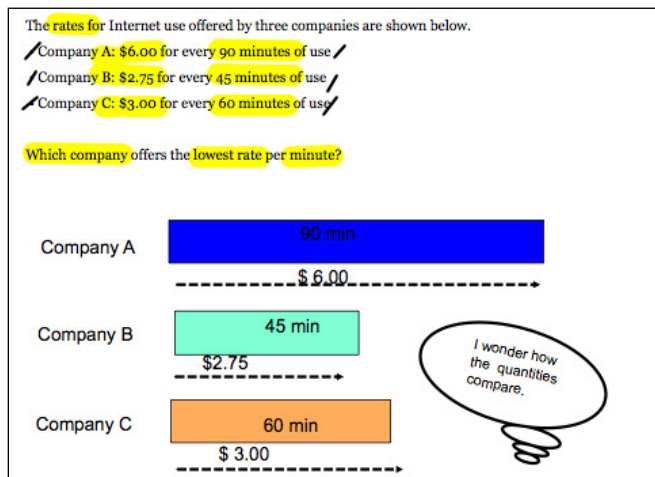 The rates for Internet use offered by three companies are shown below.
Company A: $6.00 for every 90 minutes of use
Company B: $2.75 for every 45 minutes of use
Company C: $3.00 for every 60 minutes of use
Which company offers the lowest rate per minute?
90 min
Company A
$ 6.00
45 min
Company B
$2.75
I wonder how
the quantities
compare.
Company C
60 min
$ 3.00